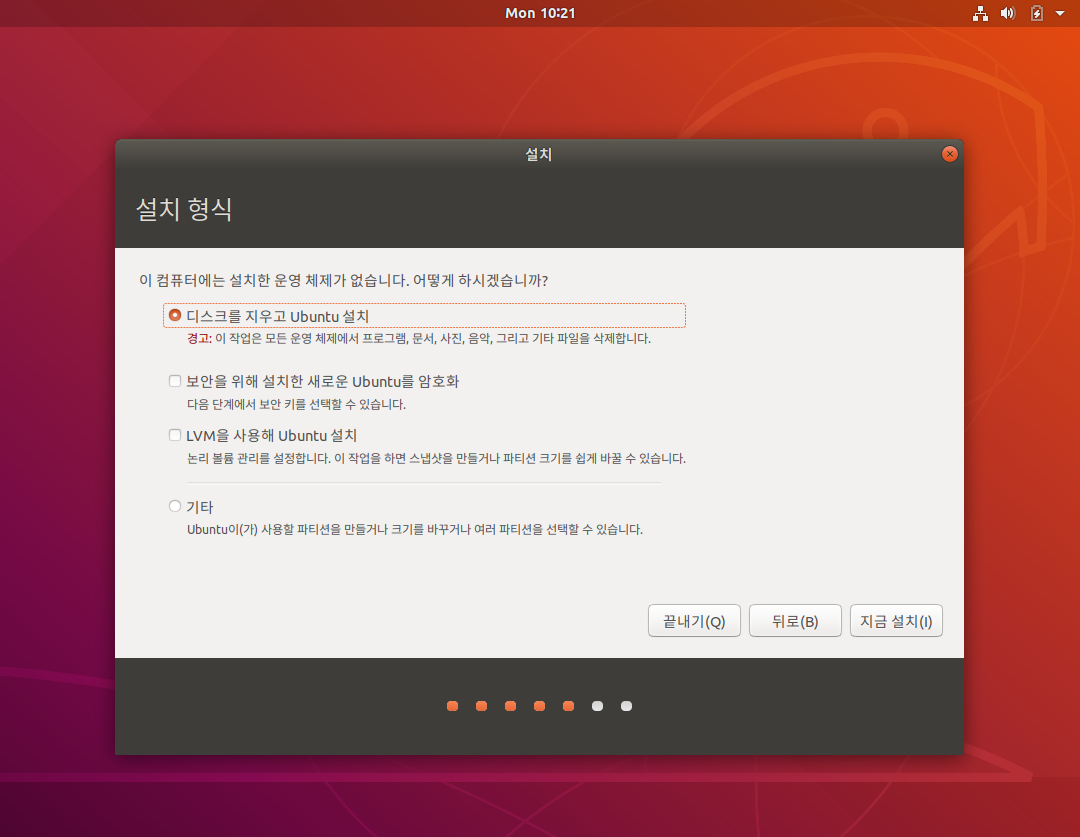 Mon 10:21
설치
설치 형식
이 컴퓨터에는 설치한 운영 체제가 없습니다. 어떻게 하시겠습니까?
디스크를 지우고 Ubuntu 설치
경고: 이 작업은 모든 운영 체제에서 프로그램, 문서, 사진, 음악, 그리고 기타 파일을 삭제합니다.
보안을 위해 설치한 새로운 Ubuntu를 암호화
다음 단계에서 보안 키를 선택할 수 있습니다.
LVM을 사용해 Ubuntu 설치
논리 볼륨 관리를 설정합니다. 이 작업을 하면 스냅샷을 만들거나 파티션 크기를 쉽게 바꿀 수 있습니다.
기타
Ubuntu이(가) 사용할 파티션을 만들거나 크기를 바꾸거나 여러 파티션을 선택할 수 있습니다.
끝내기(Q) 뒤로(B) 지금 설치(I)